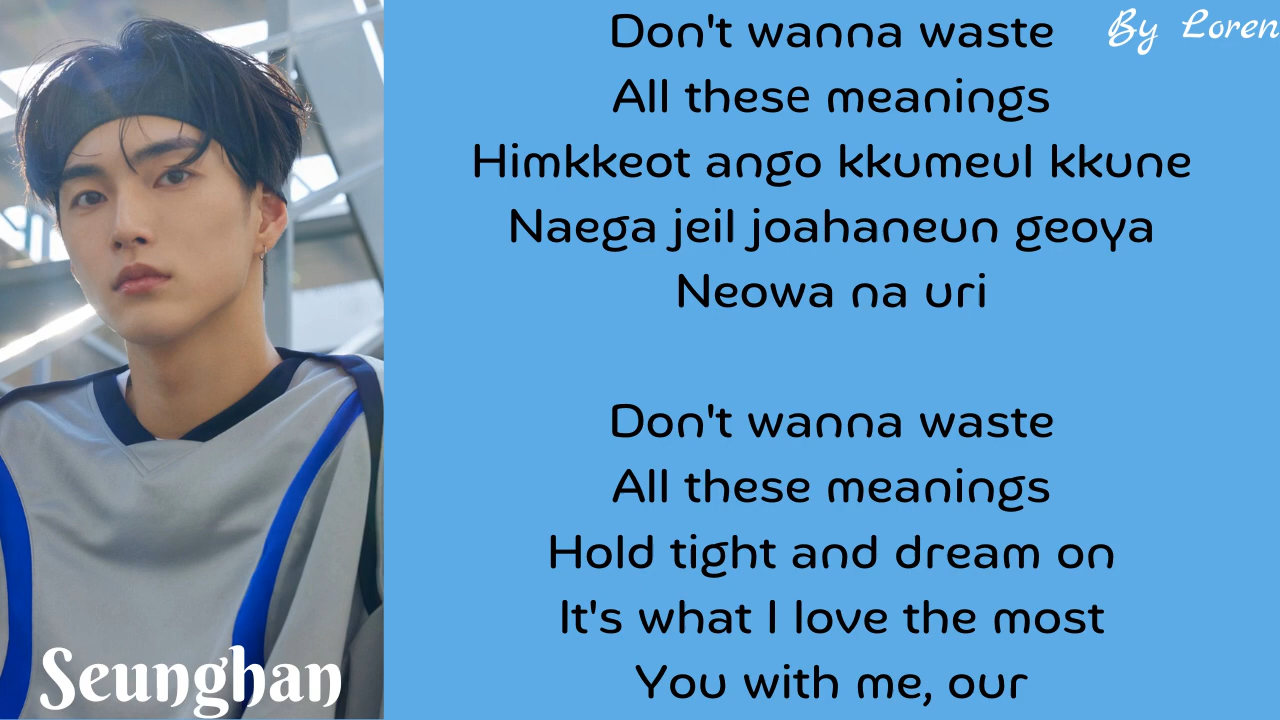 By Loren
Don't wanna waste
All these meanings
Himkkeot ango kkumeul kkune
Naega jeil joahaneun geoya
Neowa na uri
Don't wanna waste
All these meanings
Hold tight and dream on
It's what I love the most
You with me, our
Seunghan